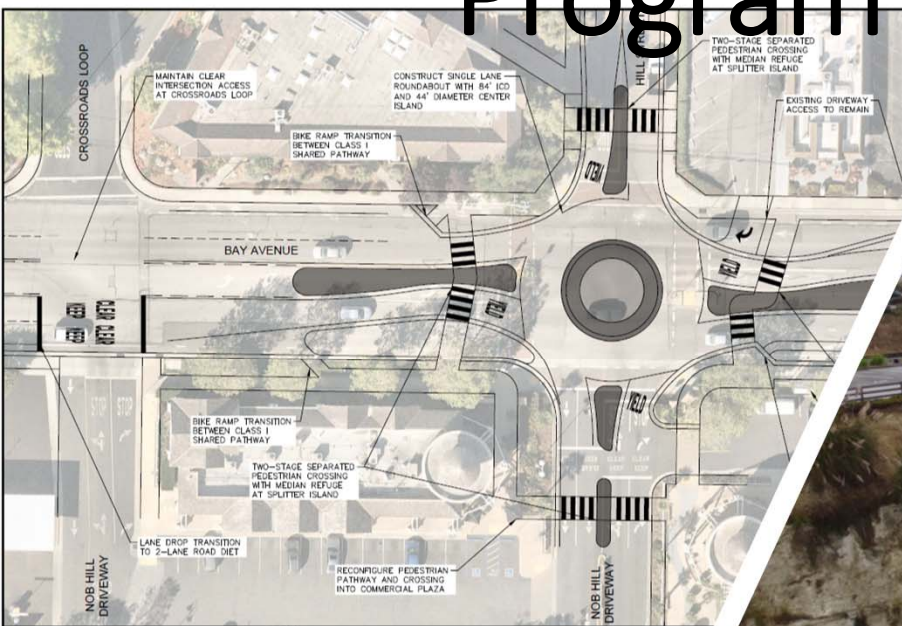 Program
CROSSROADS LOOP
MAINTAIN CLEAR
INTERSECTION ACCESS
AT CROSSROADS LOOP
CONSTRUCT SINGLE LANE
ROUNDABOUT WITH 84' ICD
AND 44' DIAMETER CENTER
ISLAND
HILL
TWO-STAGE SEPARATED
PEDESTRIAN CROSSING
WITH MEDIAN REFUGE
AT SPLITTER ISLAND
EXISTING DRIVEWAY
ACCESS TO REMAIN
BIKE RAMP TRANSITION
BETWEEN CLASS I
SHARED PATHWAY
YIELD
BAY AVENUE
YIELD
YIELD
KEEP CLEAR
KEEP CLEAR
YIELD
STOP
STOP
BIKE RAMP TRANSITION
BETWEEN CLASS I
SHARED PATHWAY
TWO-STAGE SEPARATED
PEDESTRIAN CROSSING
WITH MEDIAN REFUGE
AT SPLITTER ISLAND
LANE DROP TRANSITION
TO 2-LANE ROAD DIET
RECONFIGURE PEDESTRIAN
PATHWAY AND CROSSING
INTO COMMERCIAL PLAZA
NOB HILL
DRIVEWAY
NOB HILL
DRIVEWAY